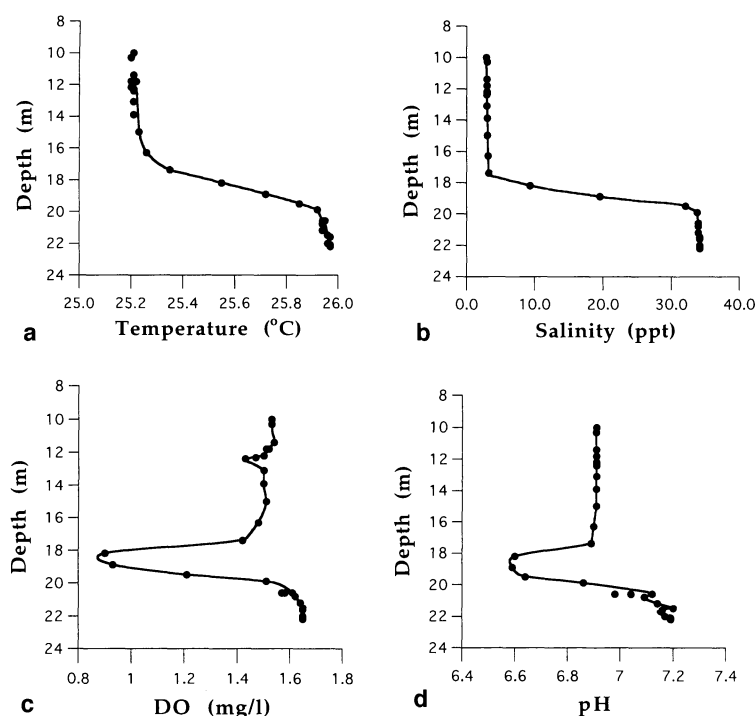 8
10
12
14
16
18
20
22
24
Depth (m)
25.0 25.2 25.4 25.6 25.8 26.0
Temperature (°C)
a
8
10
12
14
16
18
20
22
24
Depth (m)
0.0 10.0 20.0 30.0 40.0
Salinity (ppt)
b
8
10
12
14
16
18
20
22
24
Depth (m)
0.8 1 1.2 1.4 1.6 1.8
DO (mg/l)
c
8
10
12
14
16
18
20
22
24
Depth (m)
6.4 6.6 6.8 7 7.2 7.4
pH
d